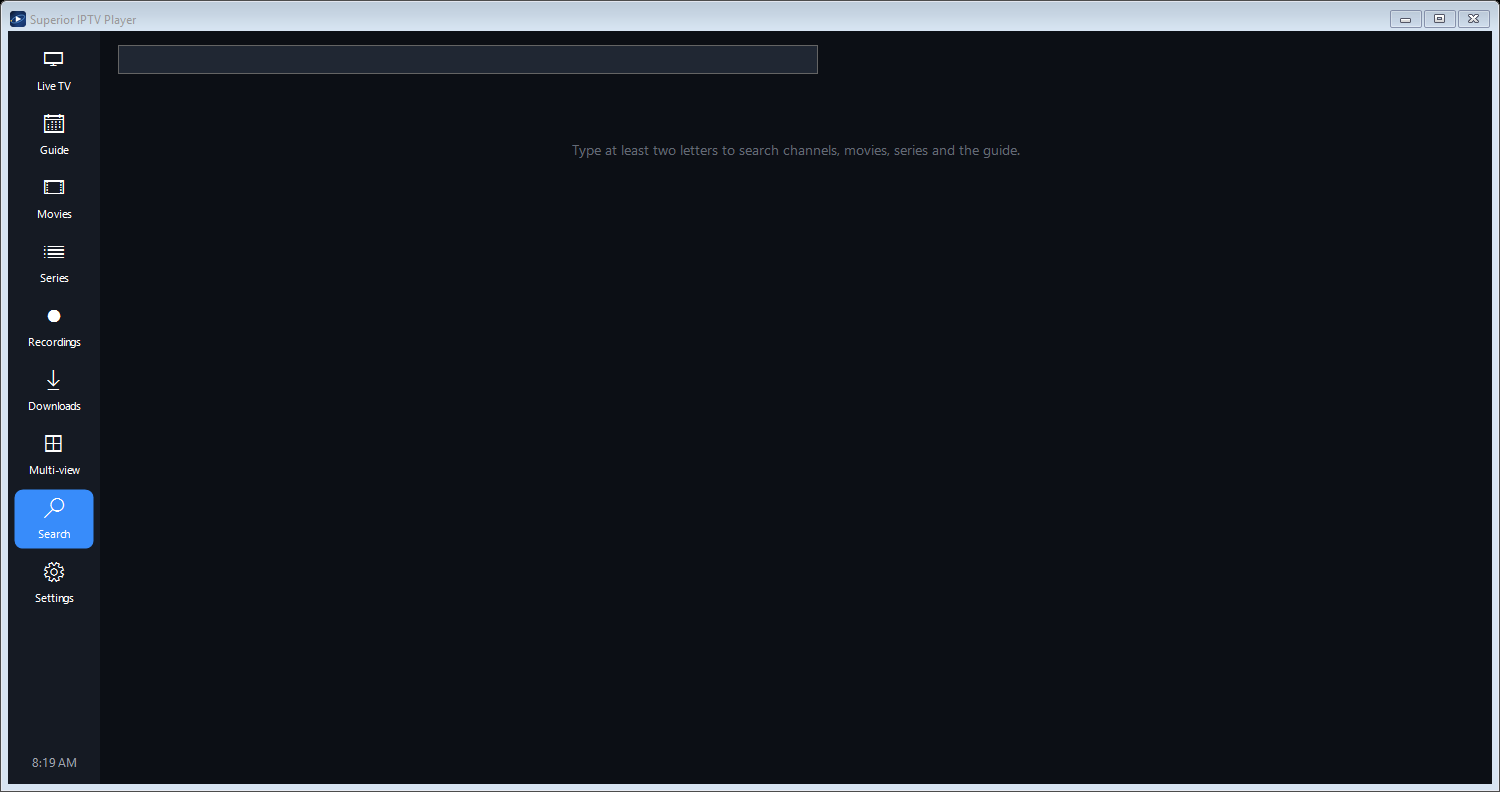 Superior IPTV Player
Live TV
Guide
Movies
Series
Recordings
Downloads
Multi-view
Search
Settings
8:19 AM
Type at least two letters to search channels, movies, series and the guide.